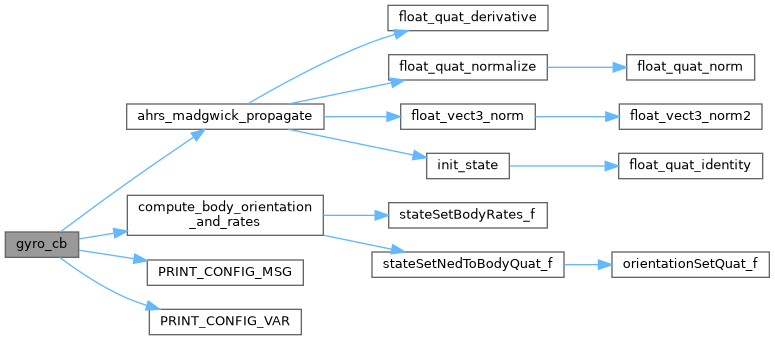 gyro_cb
ahrs_madgwick_propagate
float_quat_derivative
float_quat_normalize
float_quat_norm
float_vect3_norm
float_vect3_norm2
init_state
float_quat_identity
compute_body_orientation
_and_rates
stateSetBodyRates_f
stateSetNedToBodyQuat_f
orientationSetQuat_f
PRINT_CONFIG_MSG
PRINT_CONFIG_VAR